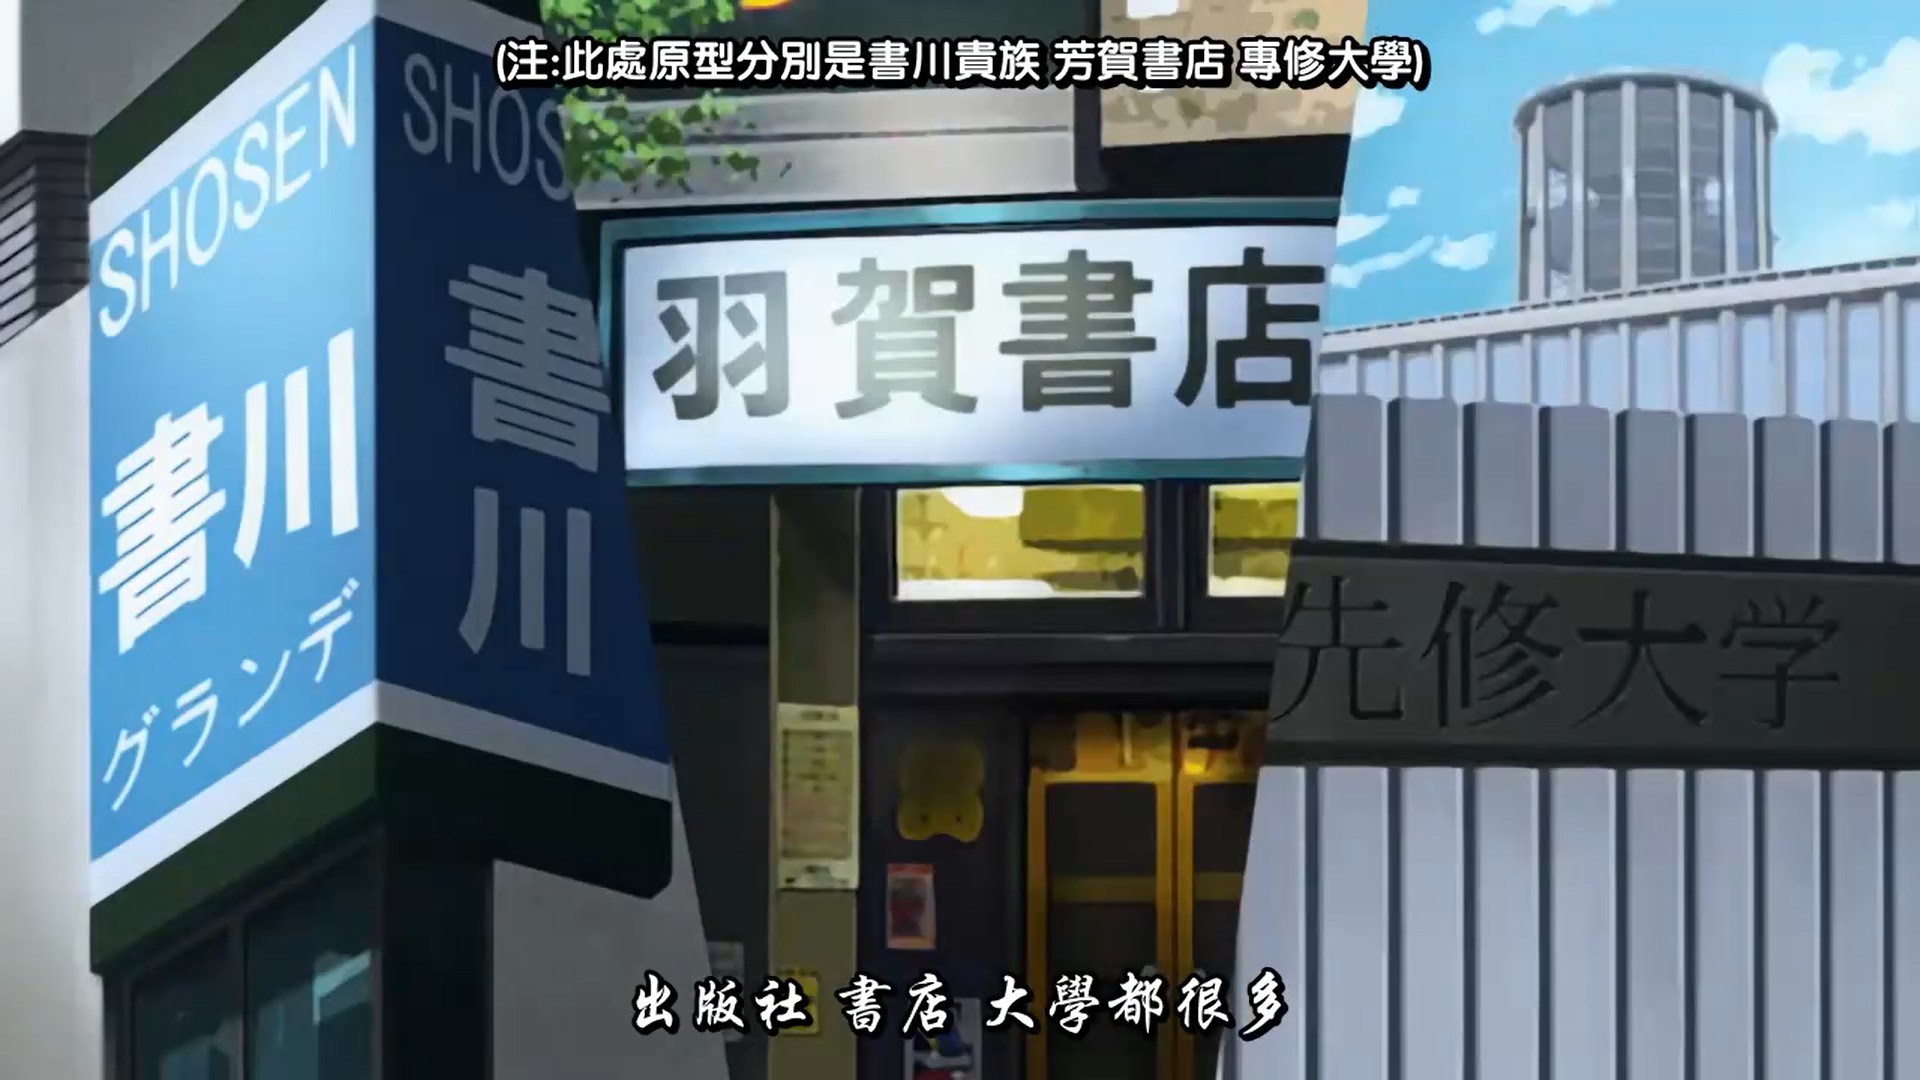 (注:此處原型分別是書川貴族 芳賀書店 專修大學)
SHOSEN
書川
グランデ
SHOS
書川
羽賀書店
先修大学
出版社 書店 大學都很多